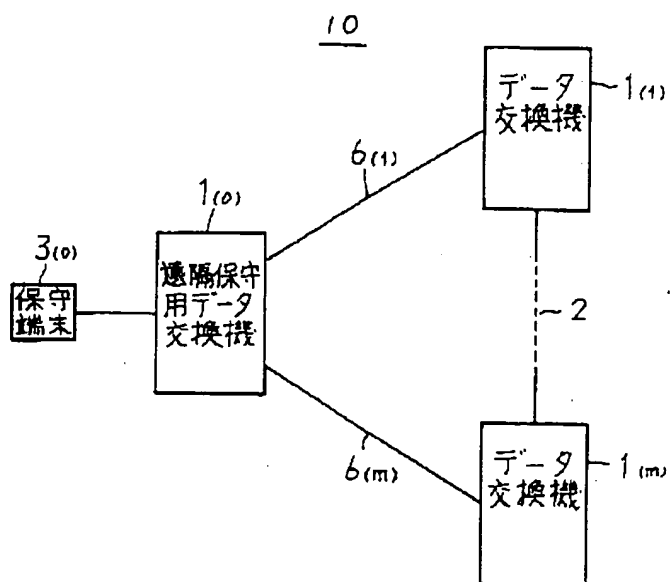 10
データ
交換機
1(1)
6(1)
1(0)
3(0)
保守
端末
遠隔保守
用データ
交換機
2
6(m)
データ
交換機
1(m)